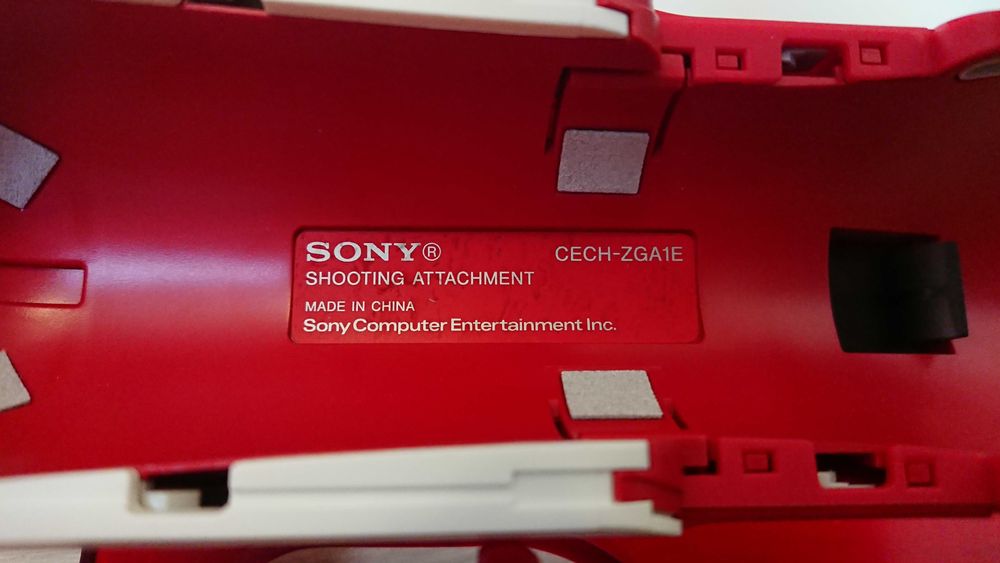 SONY® CECH-ZGA1E
SHOOTING ATTACHMENT
MADE IN CHINA
Sony Computer Entertainment Inc.